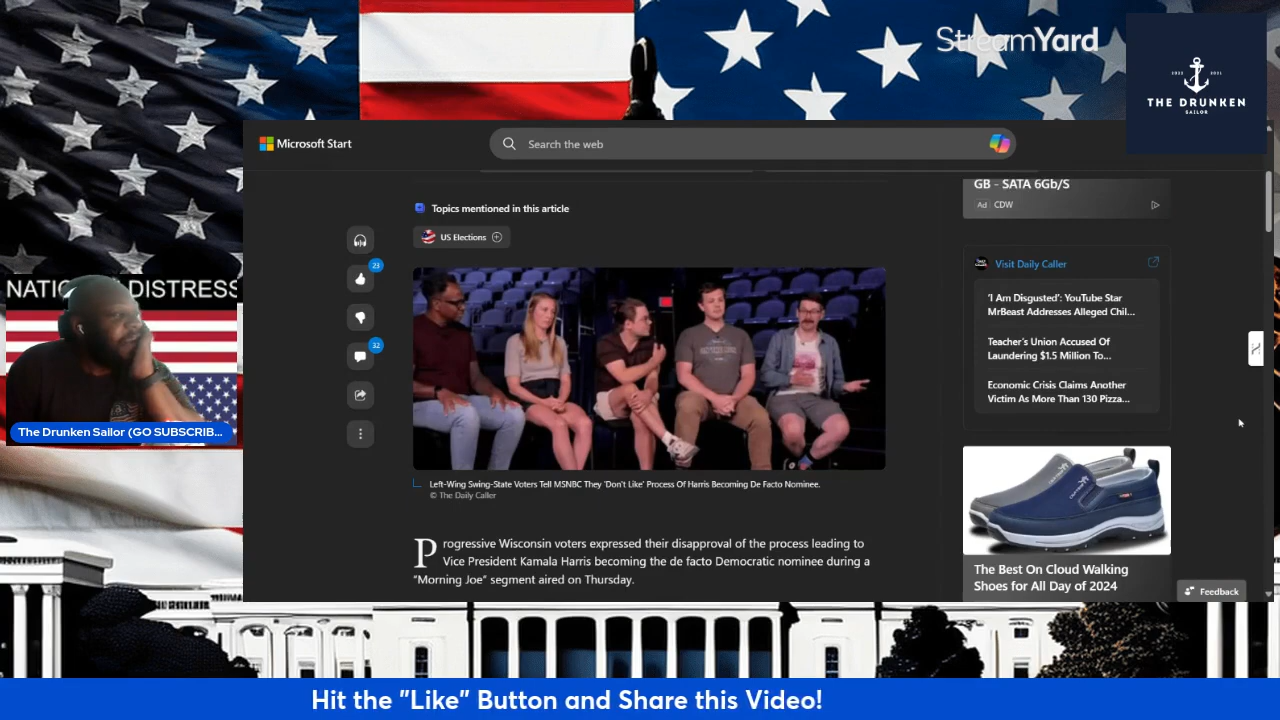 StreamYard
THE DRUNKEN
SAILOR
Microsoft Start
Search the web
GB - SATA 6Gb/S
Ad CDW
Topics mentioned in this article
US Elections
23
32
Visit Daily Caller
'I Am Disgusted': YouTube Star
MrBeast Addresses Alleged Chil...
Teacher's Union Accused Of
Laundering $1.5 Million To...
Economic Crisis Claims Another
Victim As More Than 130 Pizza...
NATIO DISTRESS
The Drunken Sailor (GO SUBSCRIB...
Left-Wing Swing-State Voters Tell MSNBC They 'Don't Like' Process Of Harris Becoming De Facto Nominee.
© The Daily Caller
Progressive Wisconsin voters expressed their disapproval of the process leading to
Vice President Kamala Harris becoming the de facto Democratic nominee during a
"Morning Joe" segment aired on Thursday.
The Best On Cloud Walking
Shoes for All Day of 2024
Feedback
Hit the "Like" Button and Share this Video!